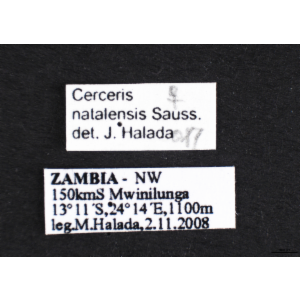 Cerceris ♀
natalensis Sauss.
det. J. Halada
ZAMBIA - NW
150kmS Mwinilunga
13°11´S,24°14´E,1100m
leg.M.Halada,2.11.2008